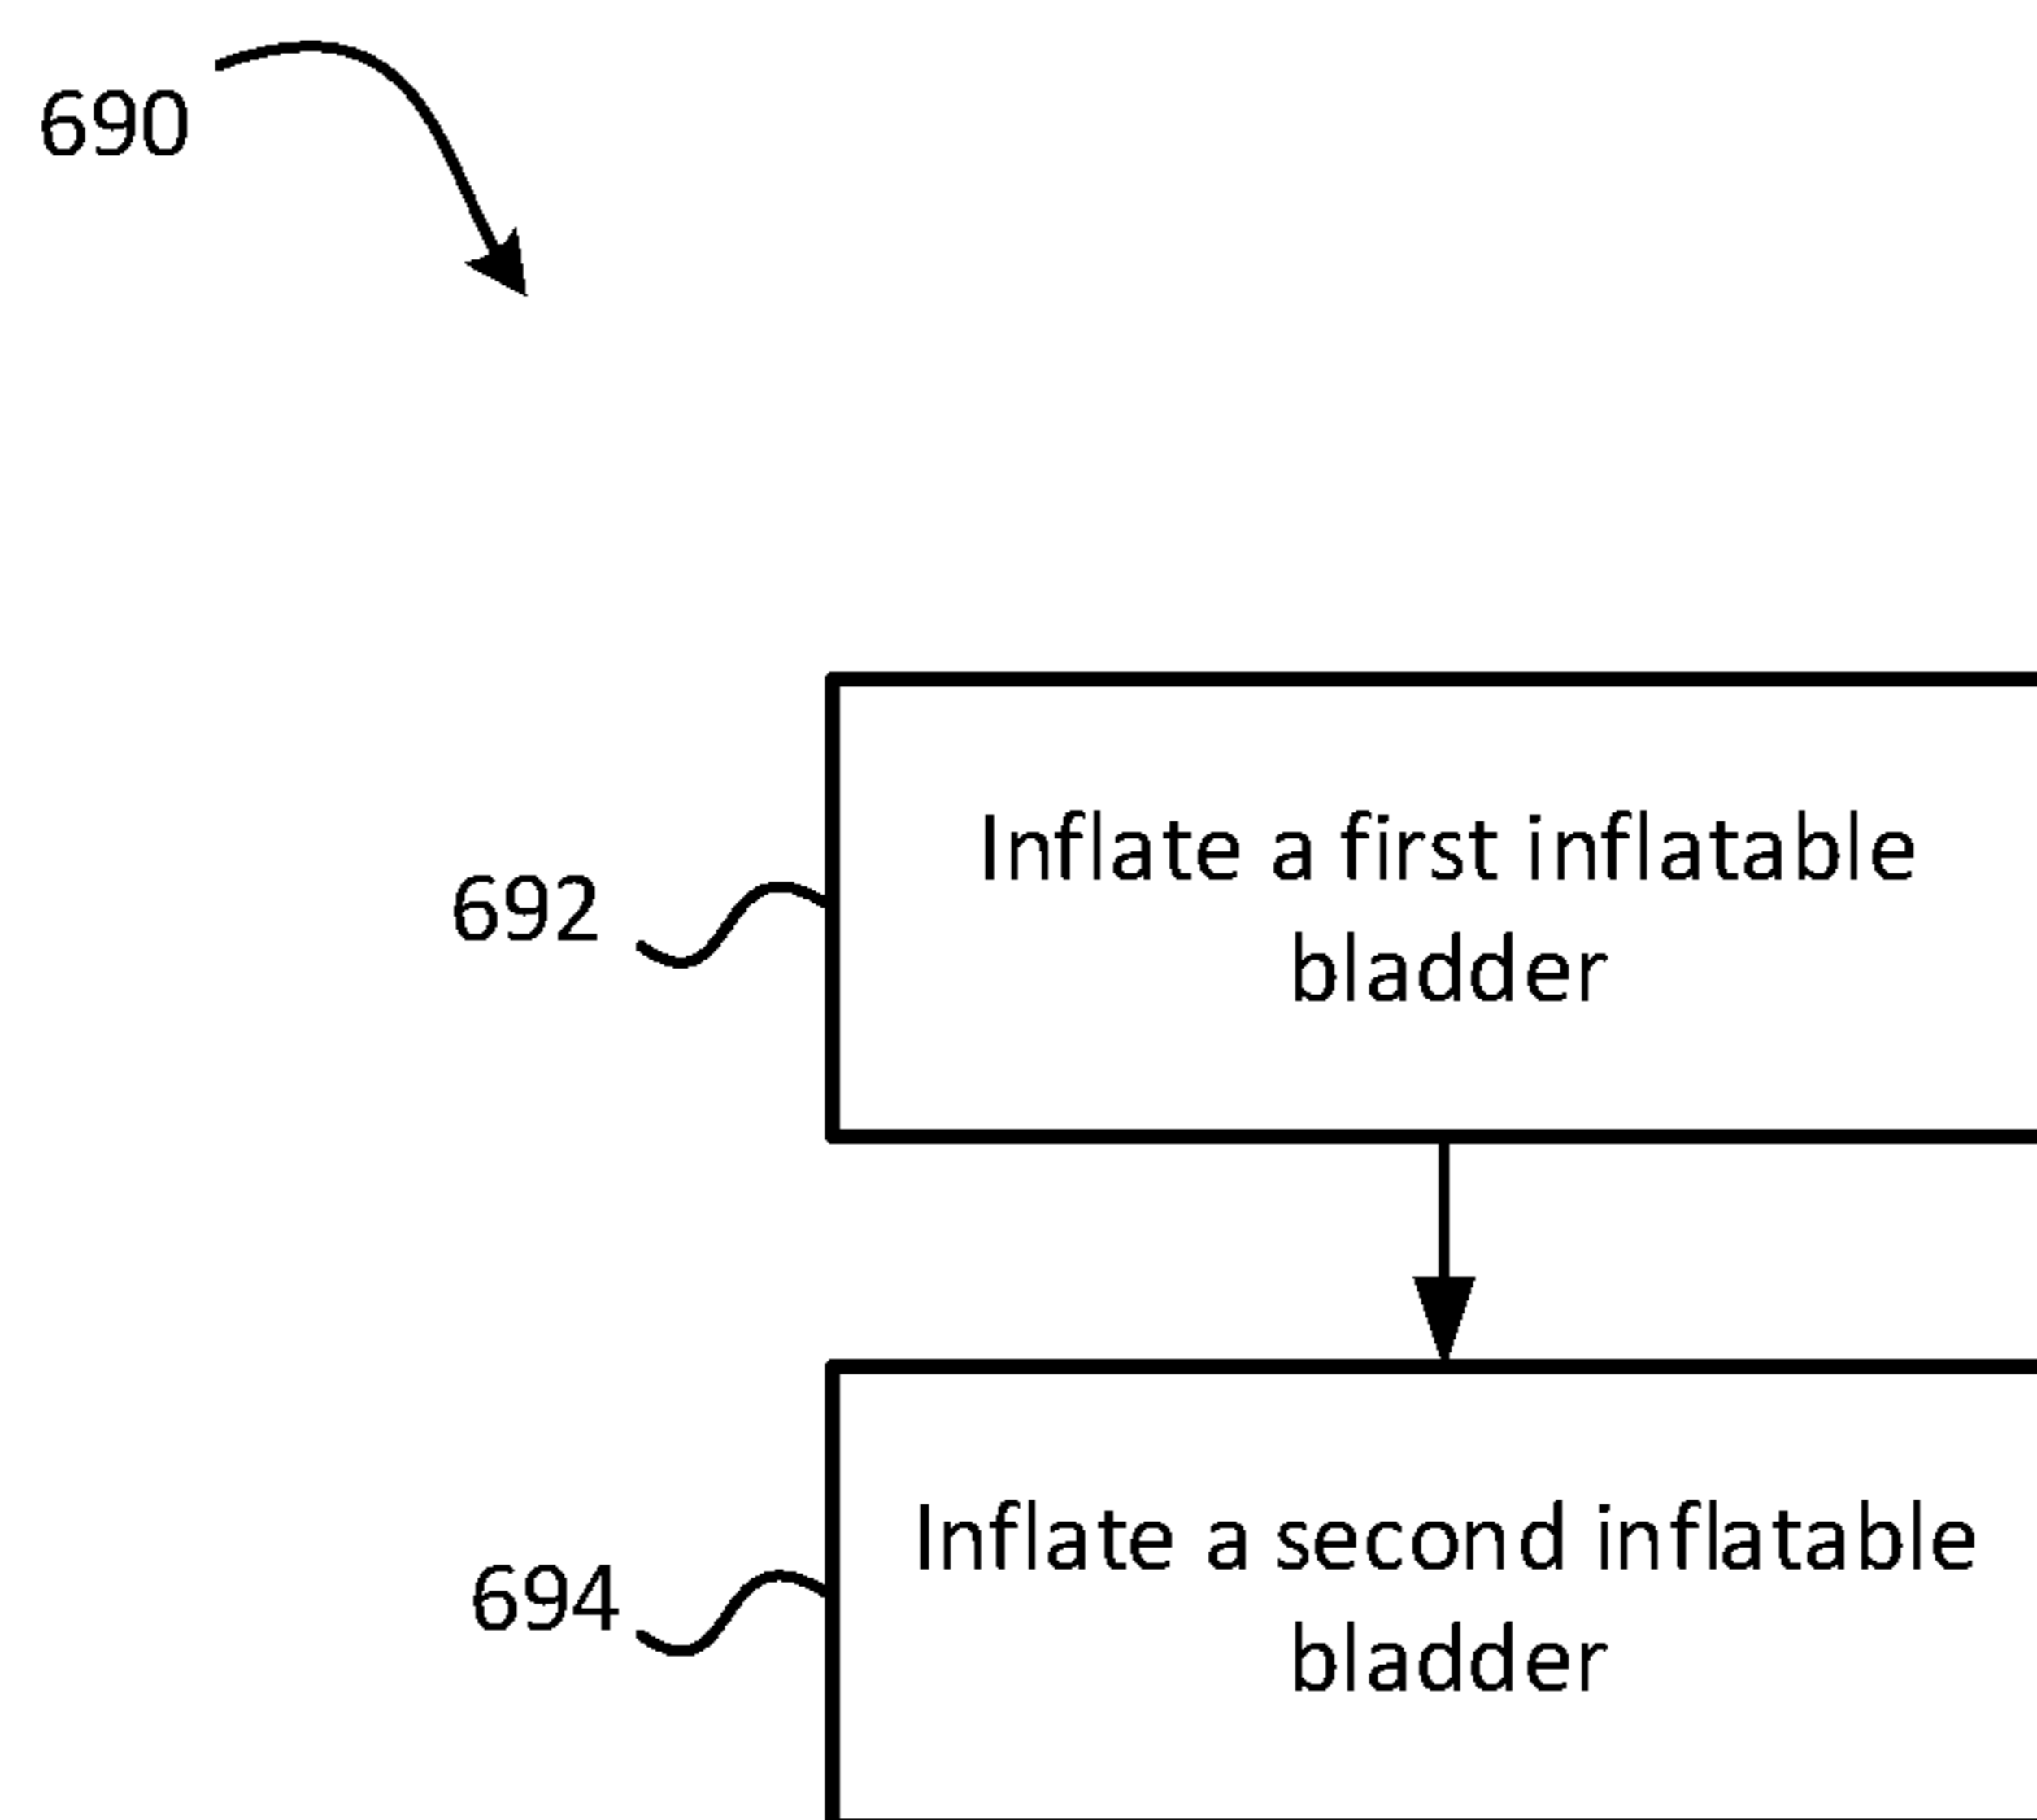 690
692
Inflate a first inflatable
bladder
694
Inflate a second inflatable
bladder